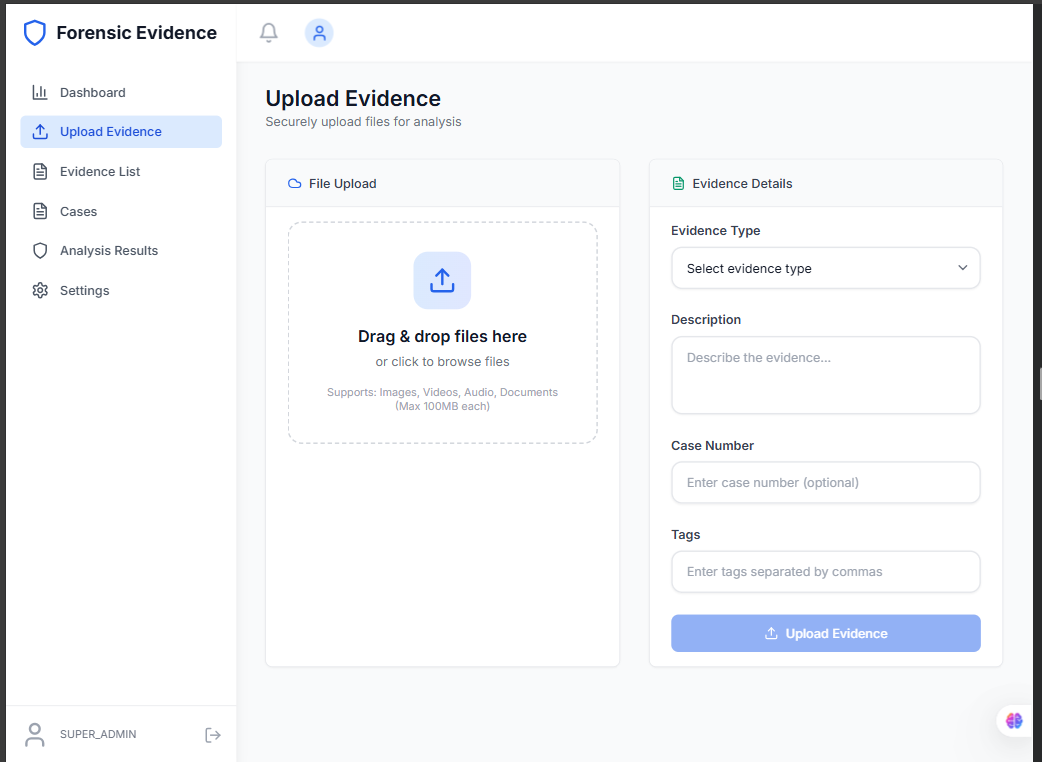 Forensic Evidence
Dashboard
Upload Evidence
Evidence List
Cases
Analysis Results
Settings
SUPER_ADMIN
Upload Evidence
Securely upload files for analysis
File Upload
Drag & drop files here
or click to browse files
Supports: Images, Videos, Audio, Documents
(Max 100MB each)
Evidence Details
Evidence Type
Select evidence type
Description
Describe the evidence...
Case Number
Enter case number (optional)
Tags
Enter tags separated by commas
Upload Evidence